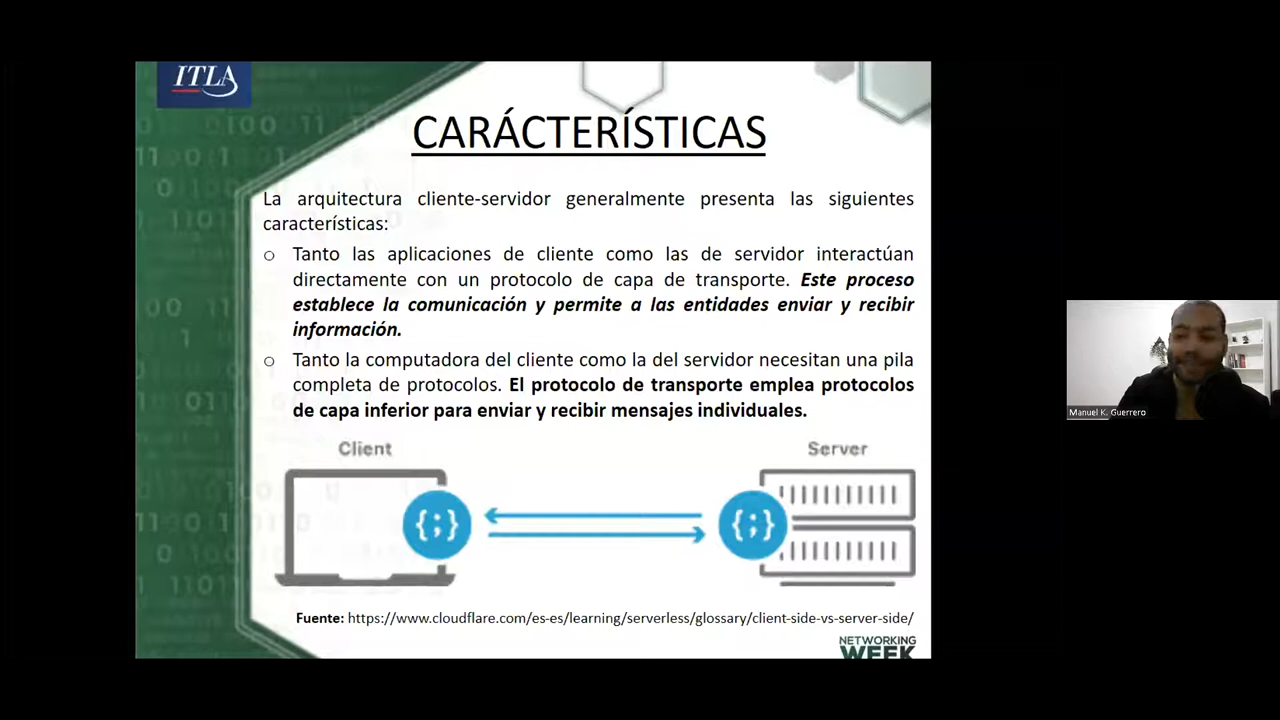 ITLA
CARÁCTERÍSTICAS
La arquitectura cliente-servidor generalmente presenta las siguientes
características:
o Tanto las aplicaciones de cliente como las de servidor interactúan
directamente con un protocolo de capa de transporte. Este proceso
establece la comunicación y permite a las entidades enviar y recibir
información.
o Tanto la computadora del cliente como la del servidor necesitan una pila
completa de protocolos. El protocolo de transporte emplea protocolos
de capa inferior para enviar y recibir mensajes individuales.
Client
Server
{;}
{;}
Fuente: https://www.cloudflare.com/es-es/learning/serverless/glossary/client-side-vs-server-side/
NETWORKING
WEEK
Manuel K. Guerrero